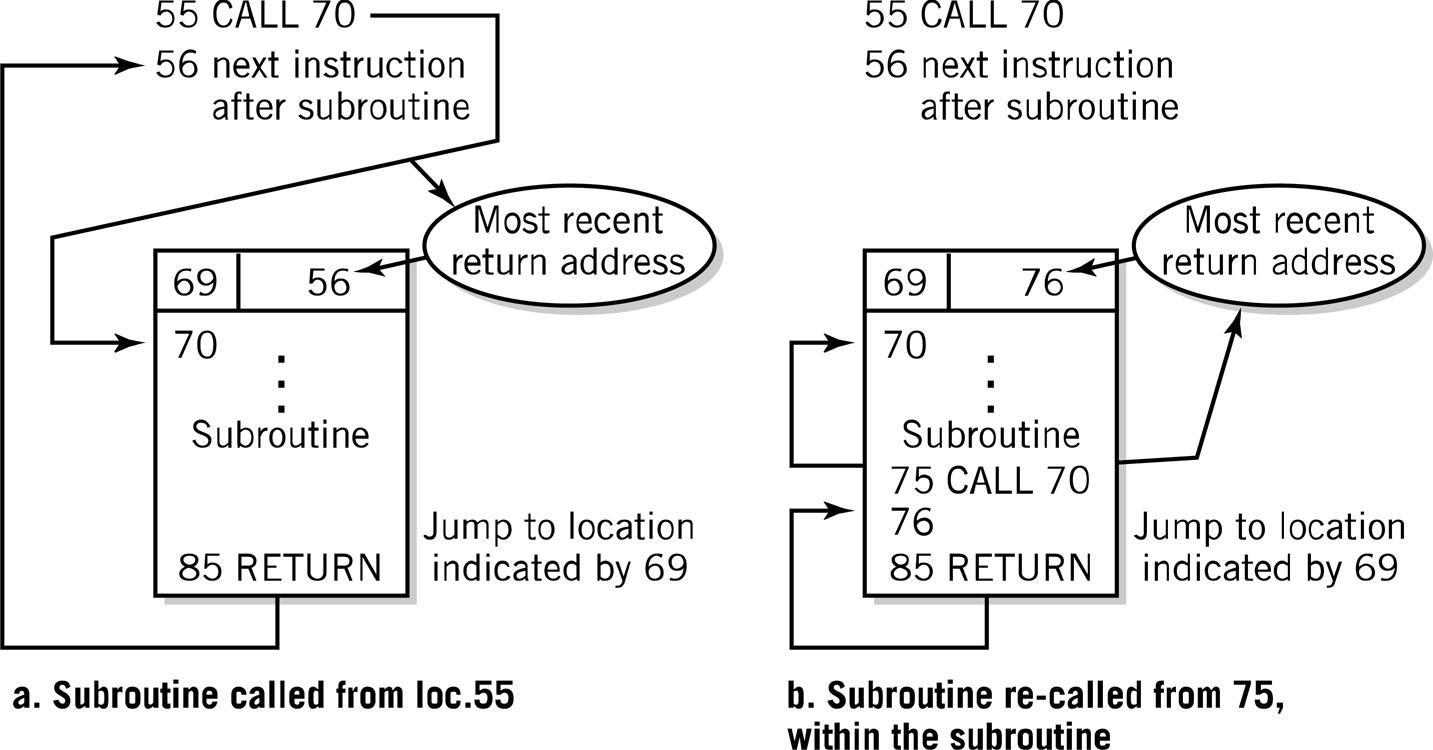 55 CALL 70
56 next instruction
after subroutine
Most recent
return address
69 56
70
Subroutine
Jump to location
indicated by 69
85 RETURN
a. Subroutine called from loc.55
55 CALL 70
56 next instruction
after subroutine
Most recent
return address
69 76
70
Subroutine
75 CALL 70
76
Jump to location
indicated by 69
85 RETURN
b. Subroutine re-called from 75,
within the subroutine